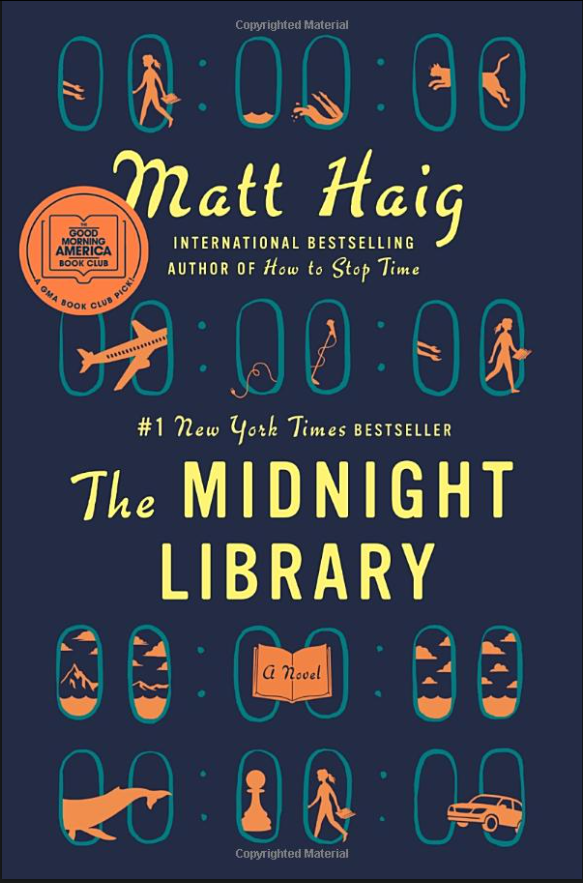 Copyrighted Material
Matt Haig
INTERNATIONAL BESTSELLING
AUTHOR OF How to Stop Time
THE
GOOD
MORNING
AMERICA
BOOK CLUB
A GMA BOOK CLUB PICK!
#1 New York Times BESTSELLER
The MIDNIGHT
LIBRARY
A Novel
Copyrighted Material